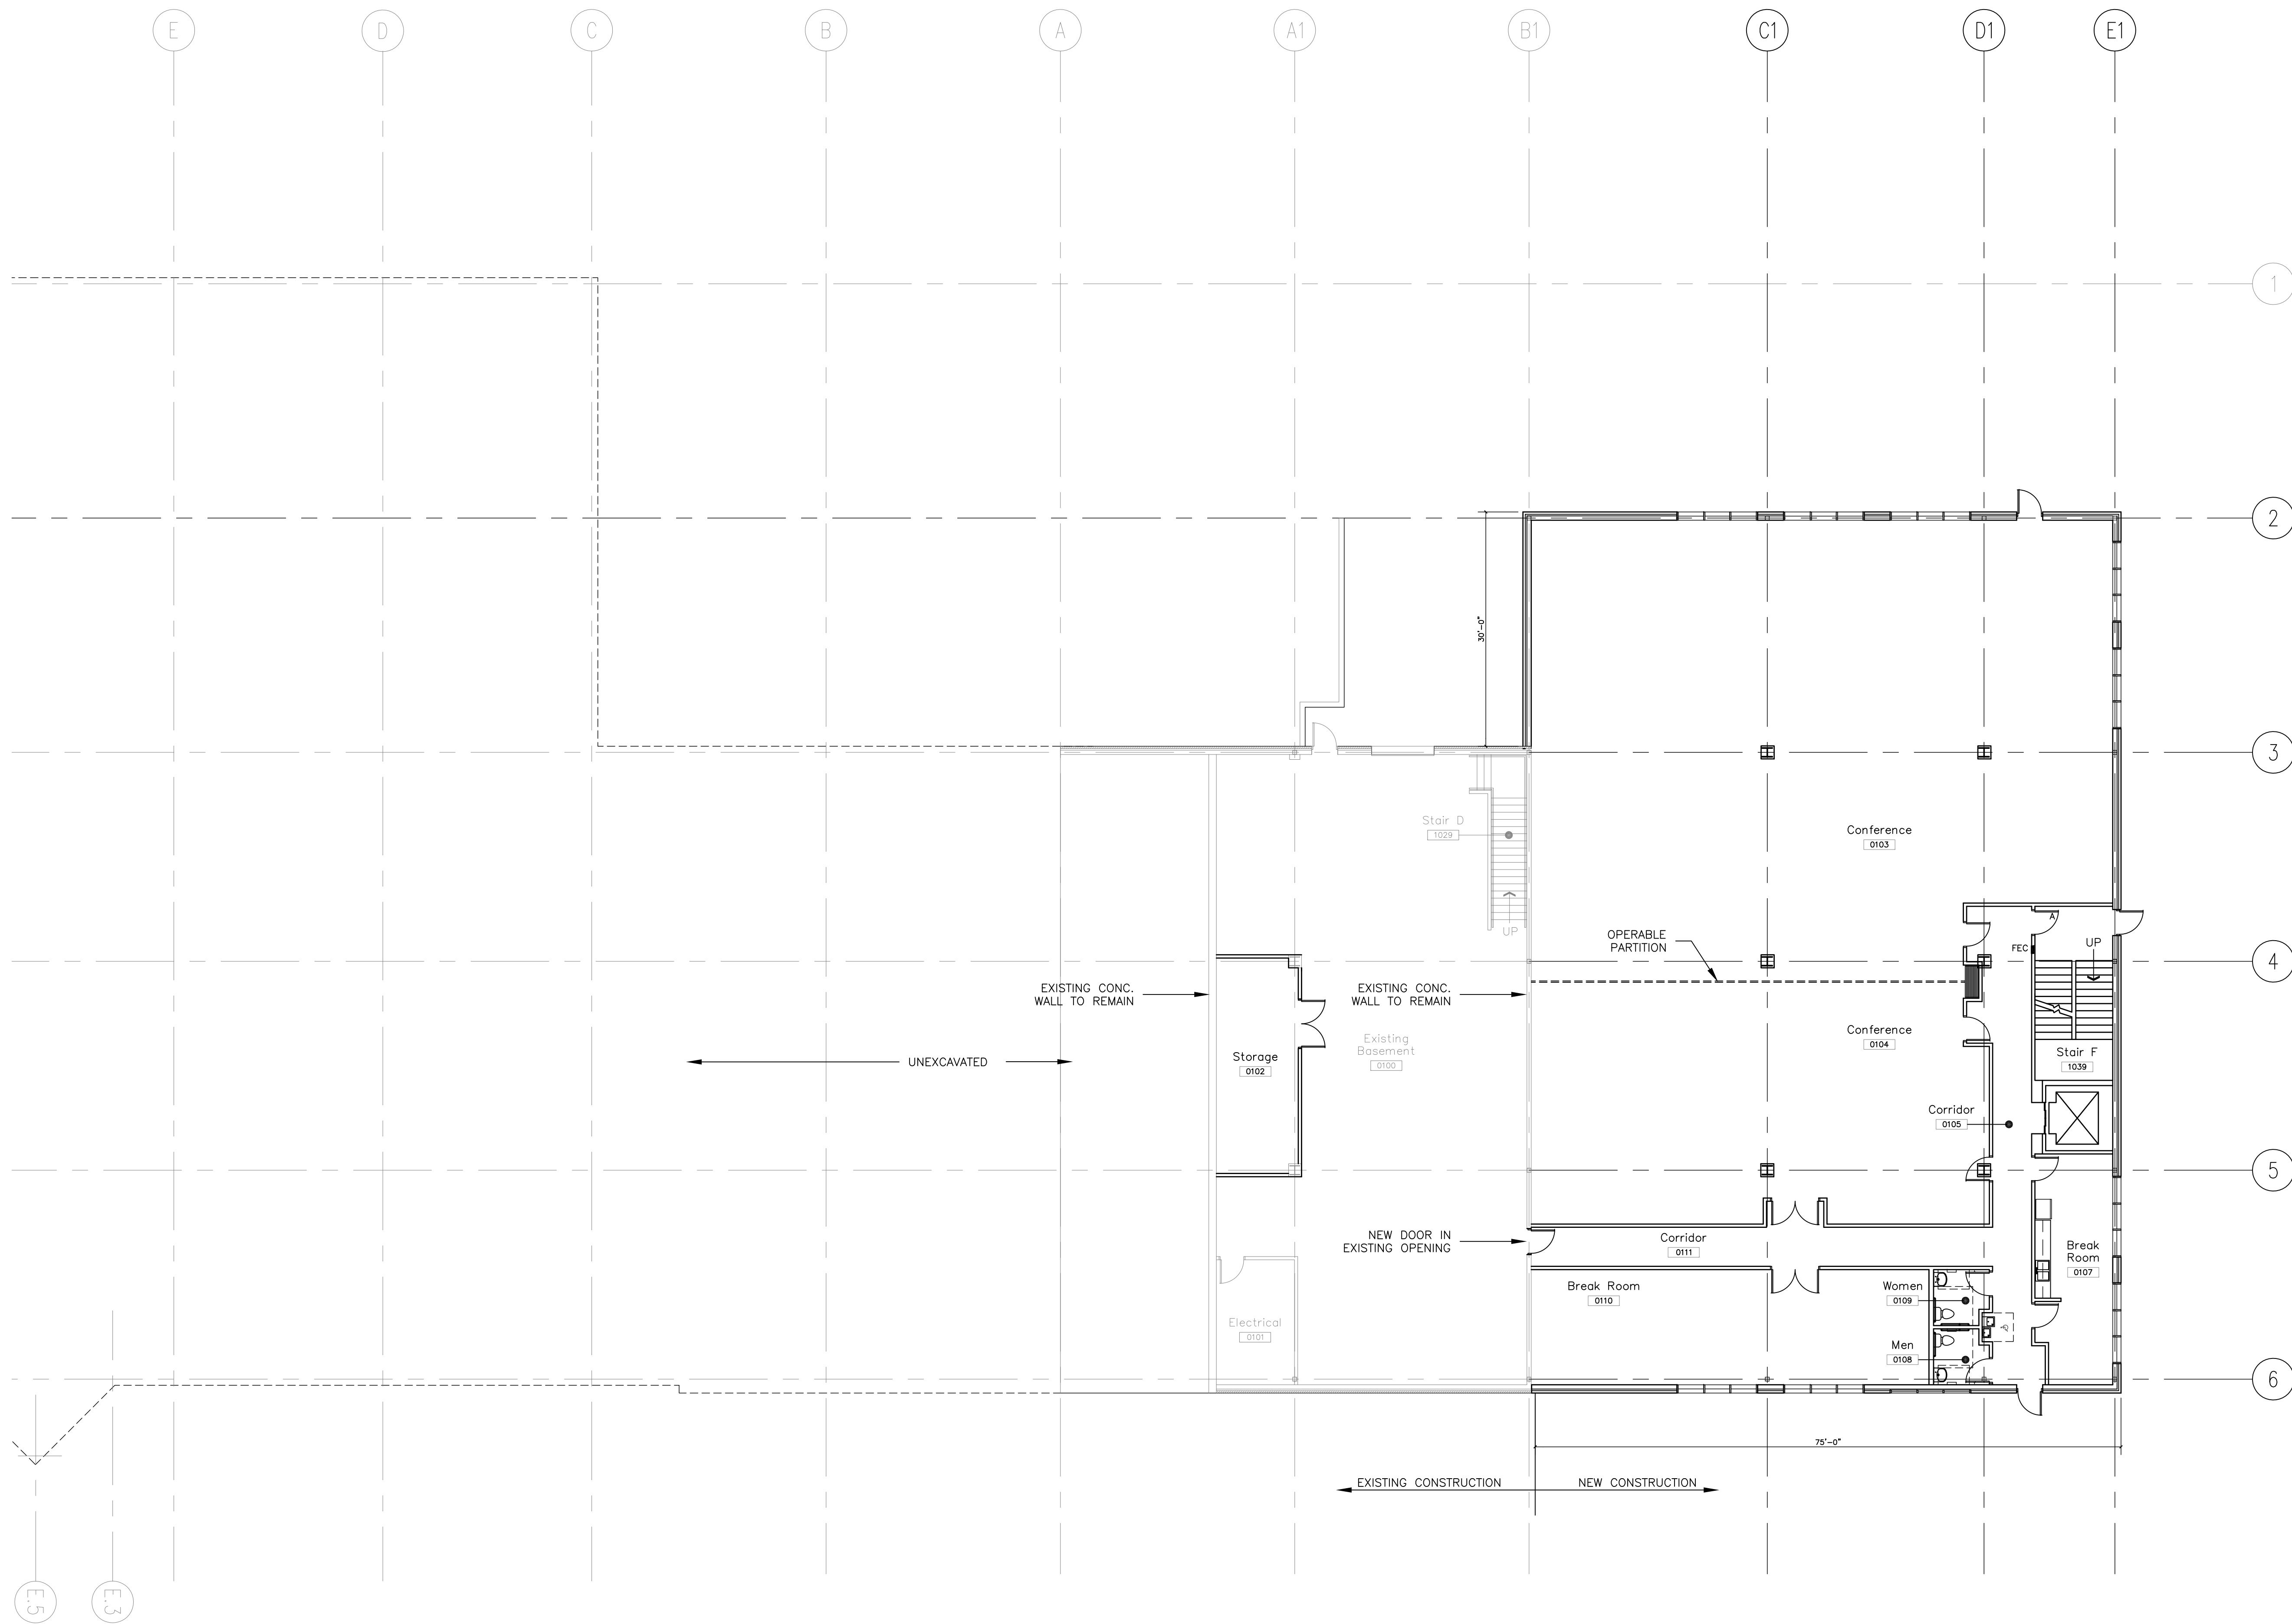 E D C B A A1 B1 C1 D1 E1
1
2
30'-0"
3
Stair D
1029
Conference
0103
UP
OPERABLE
PARTITION
A
FEC
UP
4
EXISTING CONC.
WALL TO REMAIN
EXISTING CONC.
WALL TO REMAIN
UNEXCAVATED
Storage
0102
Existing
Basement
0100
Conference
0104
Stair F
1039
Corridor
0105
5
NEW DOOR IN
EXISTING OPENING
Corridor
0111
Break
Room
0107
Break Room
0110
Women
0109
Electrical
0101
Men
0108
6
75'-0"
EXISTING CONSTRUCTION
NEW CONSTRUCTION
E.5 E.3